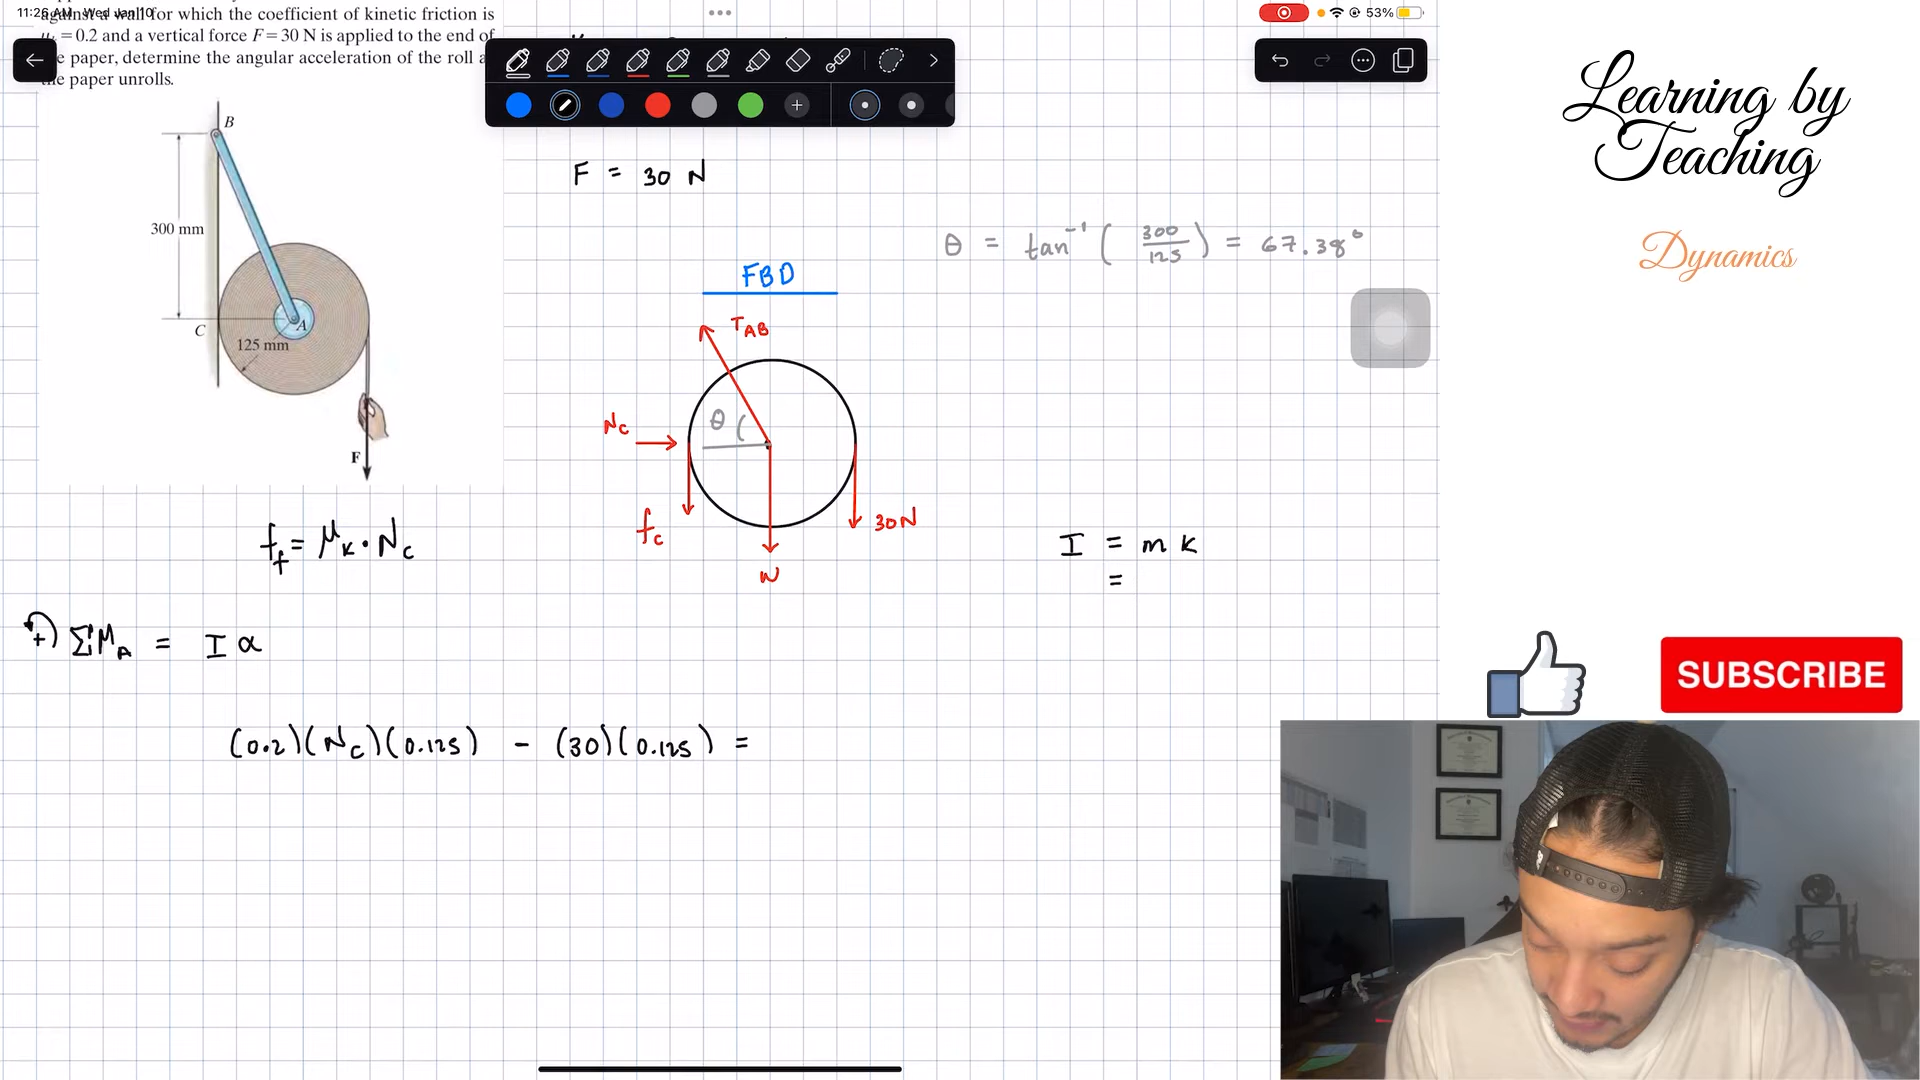 11:26 AM Wed Jan 10
53%
against a wall for which the coefficient of kinetic friction is
= 0.2 and a vertical force F = 30 N is applied to the end of
paper, determine the angular acceleration of the roll
the paper unrolls.
Learning by
Teaching
Dynamics
B
300 mm
C
A
125 mm
F
F = 30 N
θ = tan⁻¹ ( 300/125 ) = 67.38°
FBD
T_AB
θ
N_C
f_C
30N
W
f_f = μ_K · N_C
I = m K
=
+ ΣM_A = I α
(0.2)(N_C)(0.125) - (30)(0.125) =
SUBSCRIBE